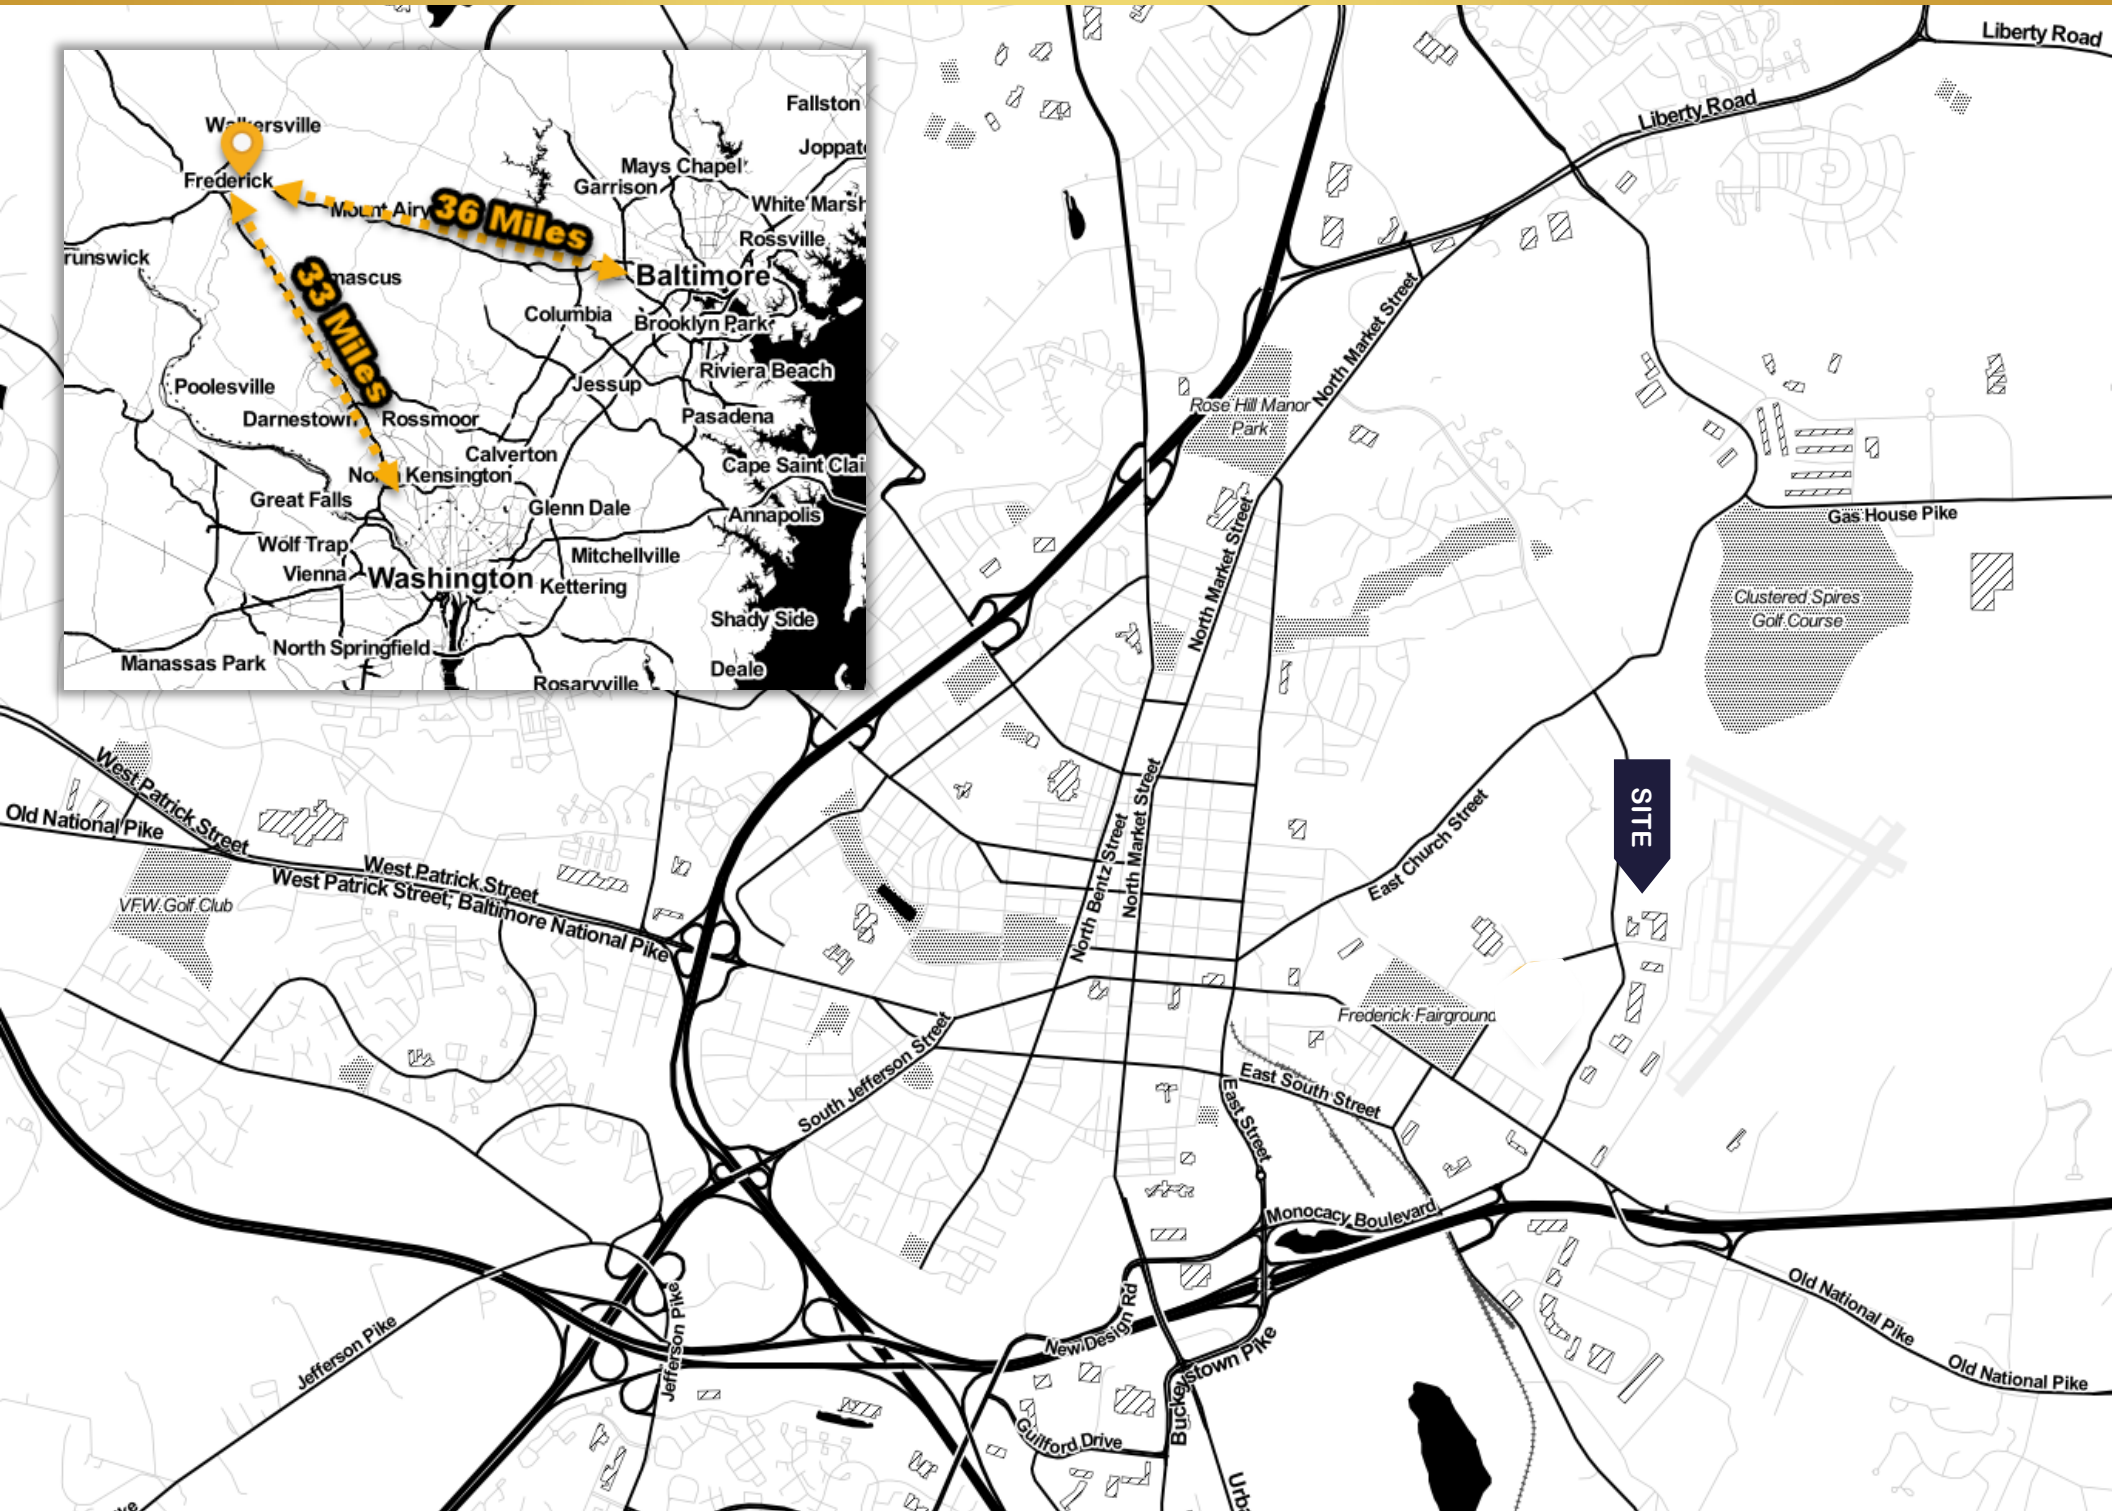 Liberty Road
Liberty Road
Fallston
Walkersville
Joppat
Mays Chapel
Garrison
Frederick
White Marsh
Mount Airy
36 Miles
Rossville
runswick
Baltimore
mascus
33 Miles
Columbia
Brooklyn Park
Riviera Beach
Jessup
Poolesville
Darnestown
Rossmoor
Pasadena
Calverton
Cape Saint Clai
North Kensington
Great Falls
Glenn Dale
Annapolis
Wolf Trap
Mitchellville
Vienna
Washington
Kettering
Shady Side
North Springfield
Manassas Park
Deale
Rosaryville
North Market Street
Rose Hill Manor
Park
Gas House Pike
North Market Street
Clustered Spires
Golf Course
West Patrick Street
Old National Pike
SITE
North Market Street
North Bentz Street
East Church Street
West Patrick Street
West Patrick Street; Baltimore National Pike
VFW Golf Club
Frederick Fairground
South Jefferson Street
East South Street
East Street
Monocacy Boulevard
Old National Pike
Old National Pike
Jefferson Pike
Jefferson Pike
New Design Rd
Buckeystown Pike
Guilford Drive
Urba
ke